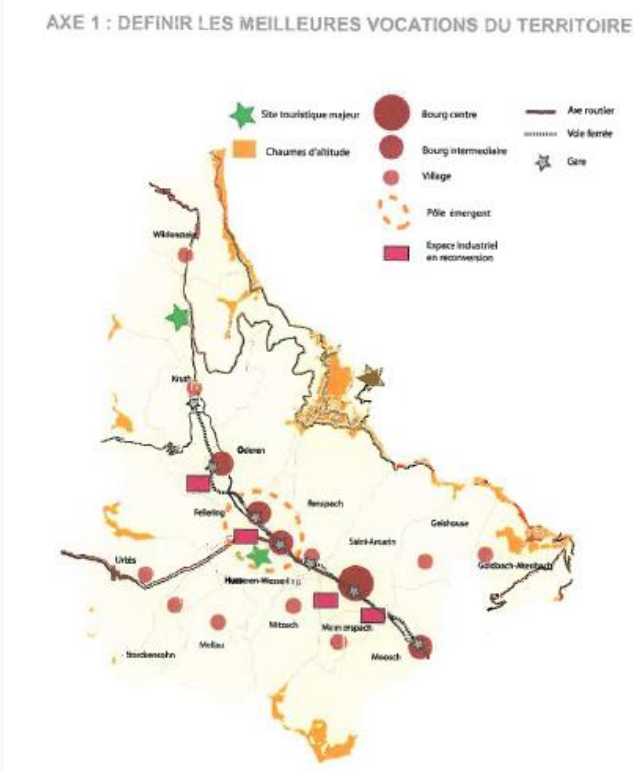 AXE 1 : DEFINIR LES MEILLEURES VOCATIONS DU TERRITOIRE
Site touristique majeur
Chaumes d'altitude
Bourg centre
Bourg intermediaire
Village
Pôle émergent
Espace industriel
en reconversion
Axe routier
Voie ferrée
Gare
Wildenstein
Kruth
Oderen
Fellering
Ranspach
Saint-Amarin
Geishouse
Goldbach-Altenbach
Urbès
Husseren-Wesserling
Mitzach
Malmerspach
Mollau
Storckensohn
Moosch